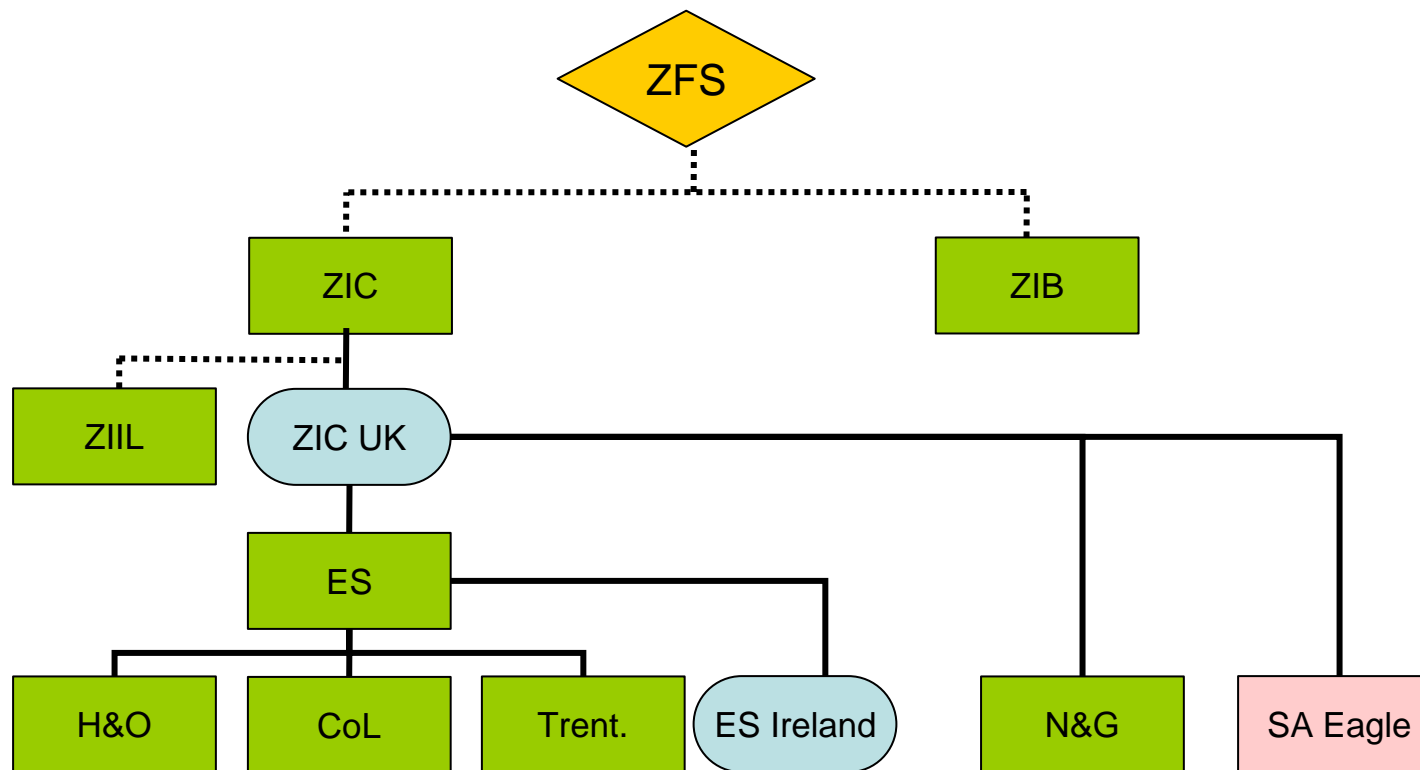 ZFS
ZIC
ZIB
ZIIL
ZIC UK
ES
H&O
CoL
Trent.
ES Ireland
N&G
SA Eagle